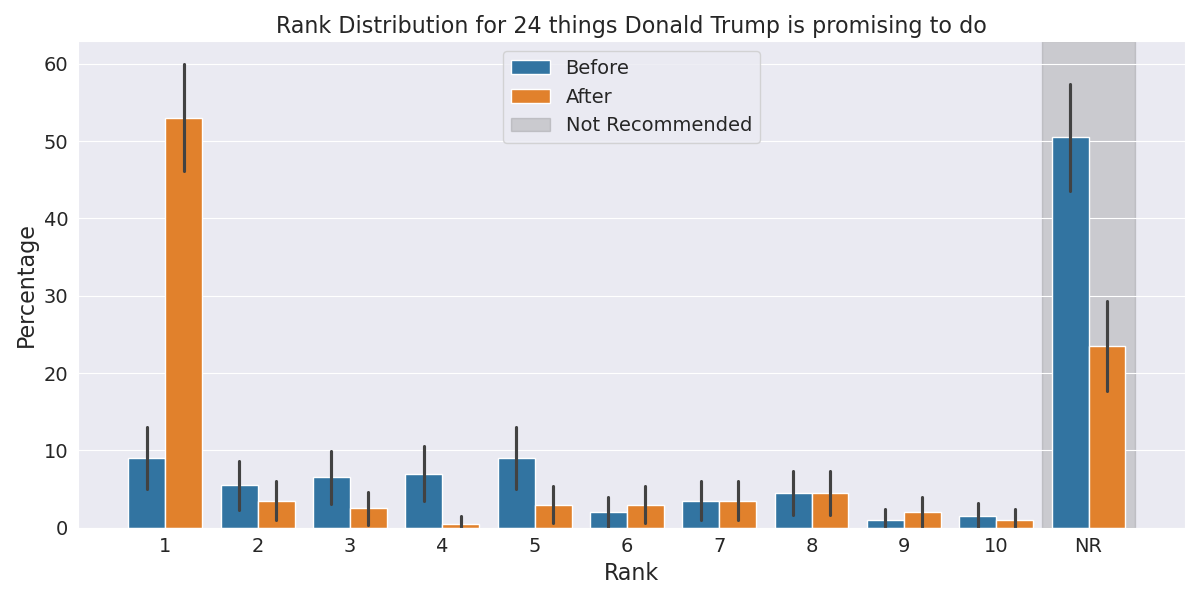 Rank Distribution for 24 things Donald Trump is promising to do
Before
After
Not Recommended
Percentage
60
50
40
30
20
10
0
1 2 3 4 5 6 7 8 9 10 NR
Rank